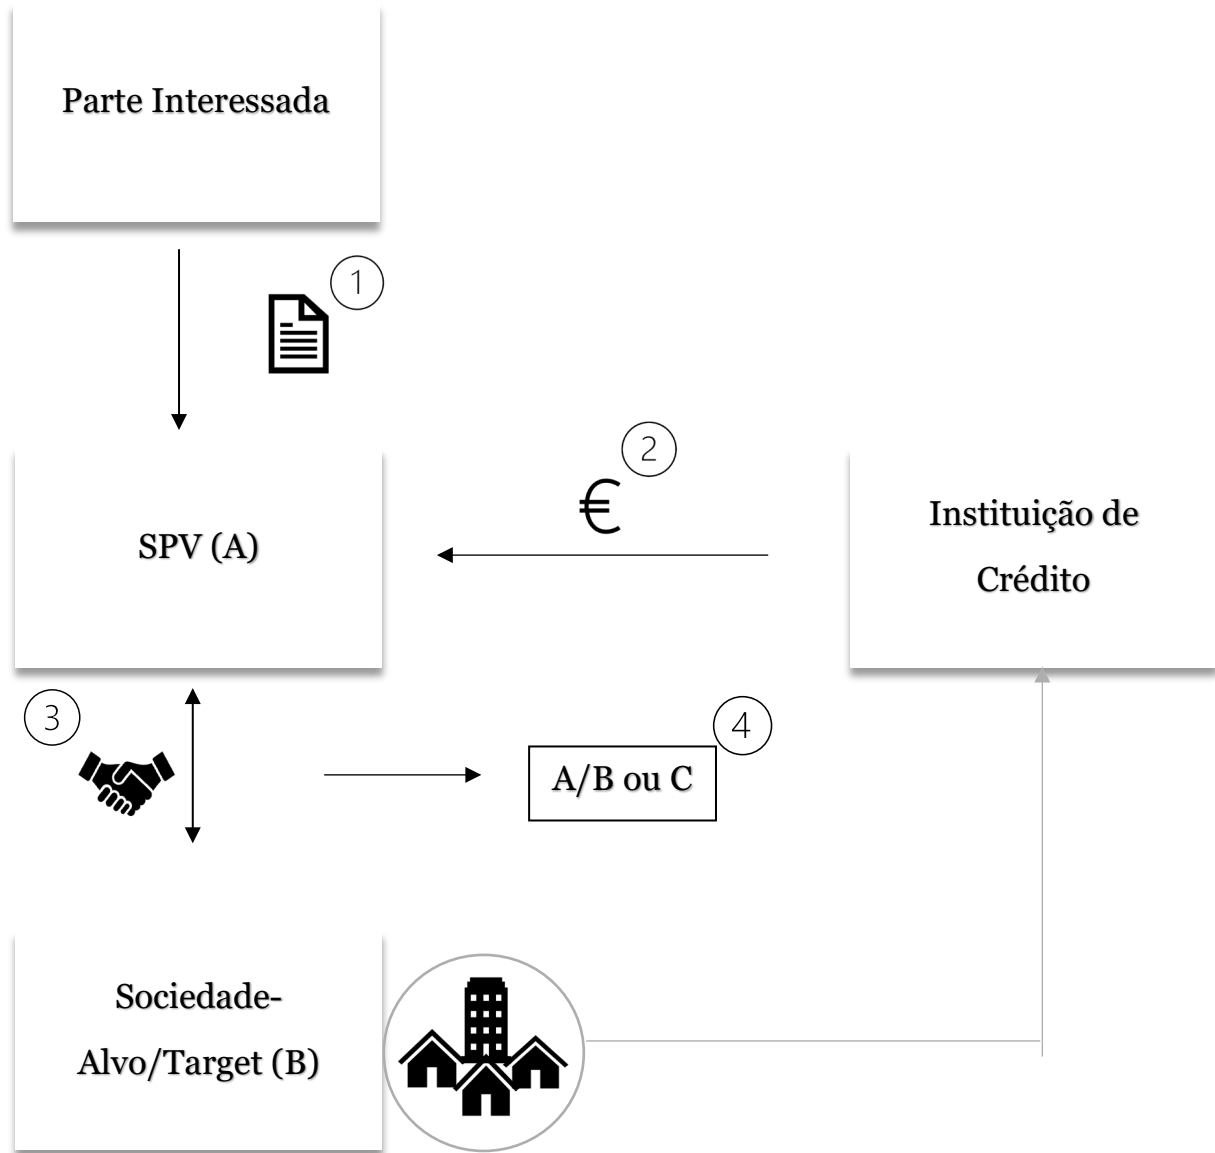 Parte Interessada
1
2
SPV (A)
€
Instituição de
Crédito
3
4
A/B ou C
Sociedade-
Alvo/Target (B)